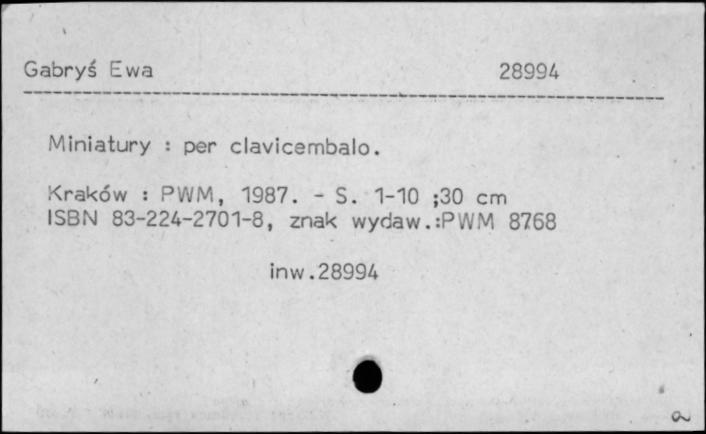 Gabryś Ewa 28994
Miniatury : per clavicembalo.
Kraków : PWM, 1987. - S. 1-10 ;30 cm
ISBN 83-224-2701-8, znak wydaw.:PWM 8768
inw.28994